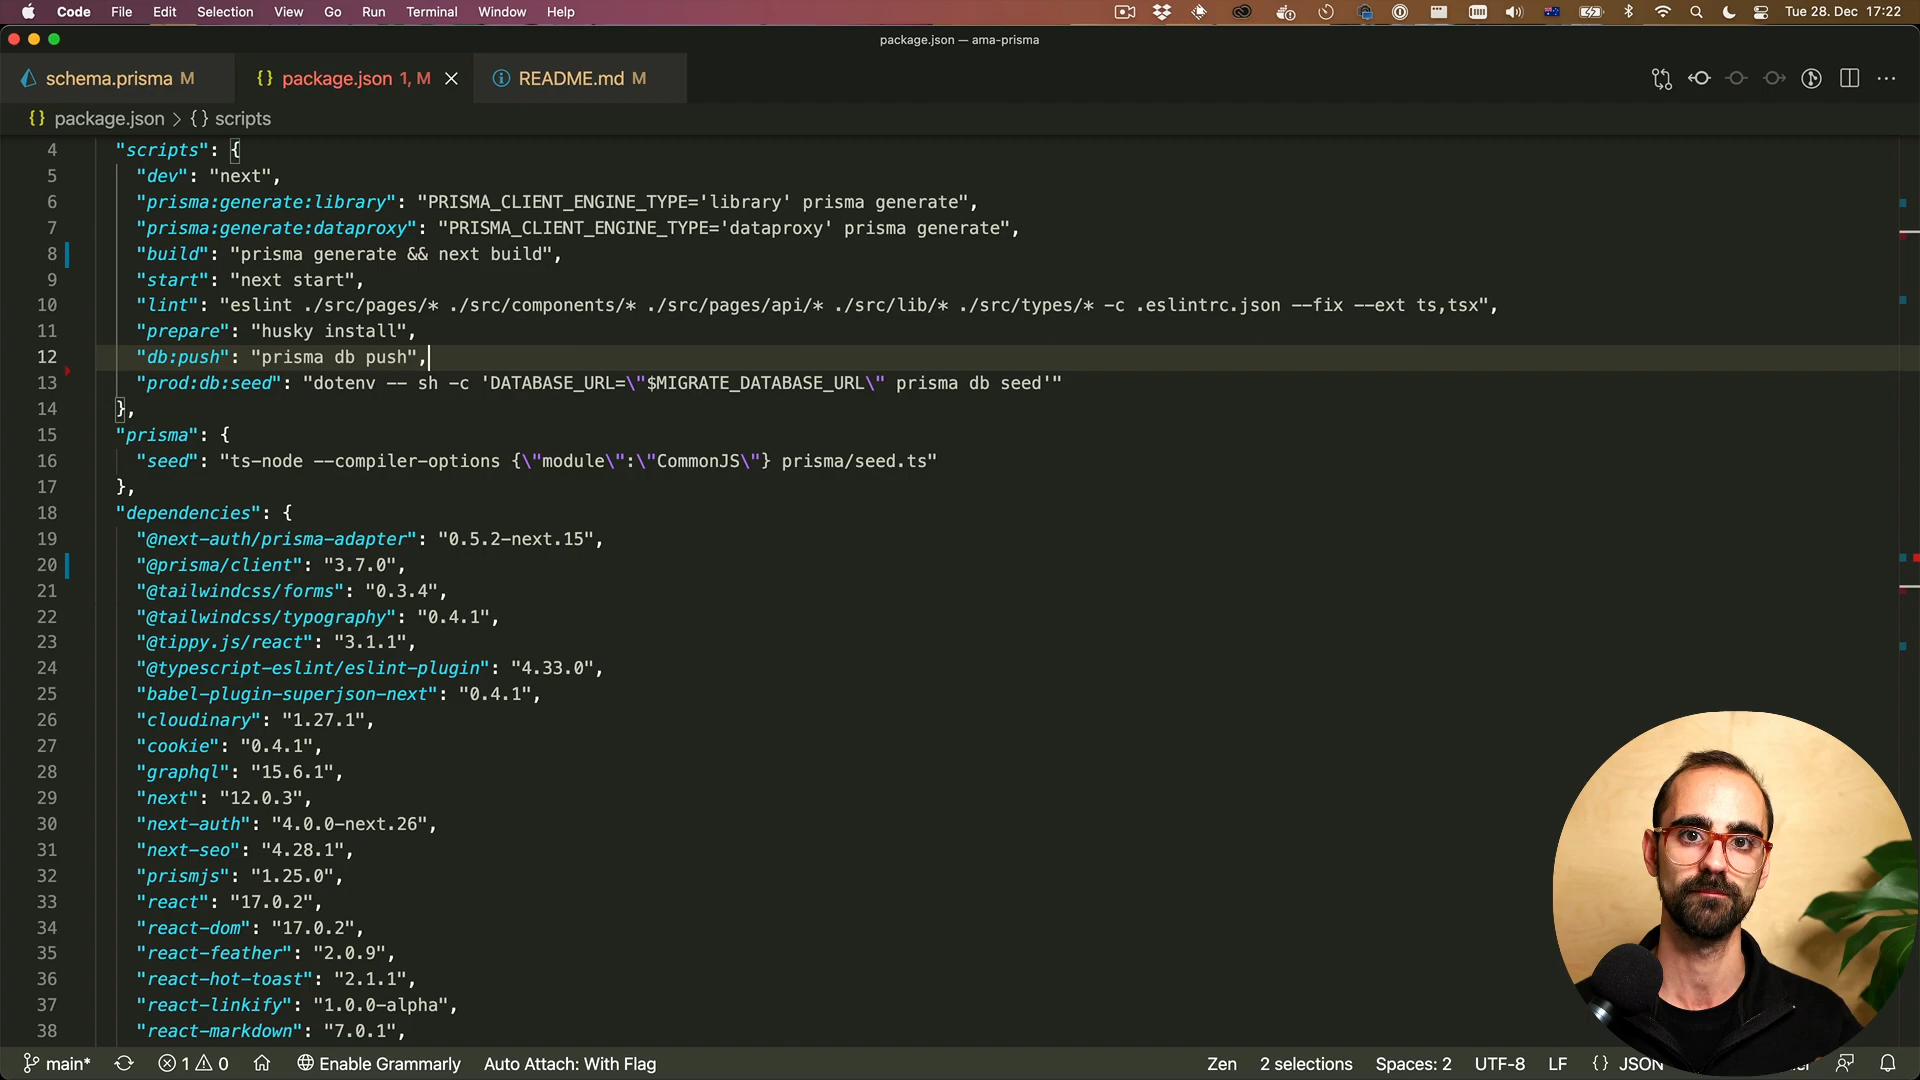 Code File Edit Selection View Go Run Terminal Window Help Tue 28. Dec 17:22
package.json — ama-prisma
schema.prisma M {} package.json 1, M README.md M
{} package.json > {} scripts
4 "scripts": {
5 "dev": "next",
6 "prisma:generate:library": "PRISMA_CLIENT_ENGINE_TYPE='library' prisma generate",
7 "prisma:generate:dataproxy": "PRISMA_CLIENT_ENGINE_TYPE='dataproxy' prisma generate",
8 "build": "prisma generate && next build",
9 "start": "next start",
10 "lint": "eslint ./src/pages/* ./src/components/* ./src/pages/api/* ./src/lib/* ./src/types/* -c .eslintrc.json --fix --ext ts,tsx",
11 "prepare": "husky install",
12 "db:push": "prisma db push",
13 "prod:db:seed": "dotenv -- sh -c 'DATABASE_URL=\"$MIGRATE_DATABASE_URL\" prisma db seed'"
14 },
15 "prisma": {
16 "seed": "ts-node --compiler-options {\"module\":\"CommonJS\"} prisma/seed.ts"
17 },
18 "dependencies": {
19 "@next-auth/prisma-adapter": "0.5.2-next.15",
20 "@prisma/client": "3.7.0",
21 "@tailwindcss/forms": "0.3.4",
22 "@tailwindcss/typography": "0.4.1",
23 "@tippy.js/react": "3.1.1",
24 "@typescript-eslint/eslint-plugin": "4.33.0",
25 "babel-plugin-superjson-next": "0.4.1",
26 "cloudinary": "1.27.1",
27 "cookie": "0.4.1",
28 "graphql": "15.6.1",
29 "next": "12.0.3",
30 "next-auth": "4.0.0-next.26",
31 "next-seo": "4.28.1",
32 "prismjs": "1.25.0",
33 "react": "17.0.2",
34 "react-dom": "17.0.2",
35 "react-feather": "2.0.9",
36 "react-hot-toast": "2.1.1",
37 "react-linkify": "1.0.0-alpha",
38 "react-markdown": "7.0.1",
main* 1 0 Enable Grammarly Auto Attach: With Flag Zen 2 selections Spaces: 2 UTF-8 LF {} JSON